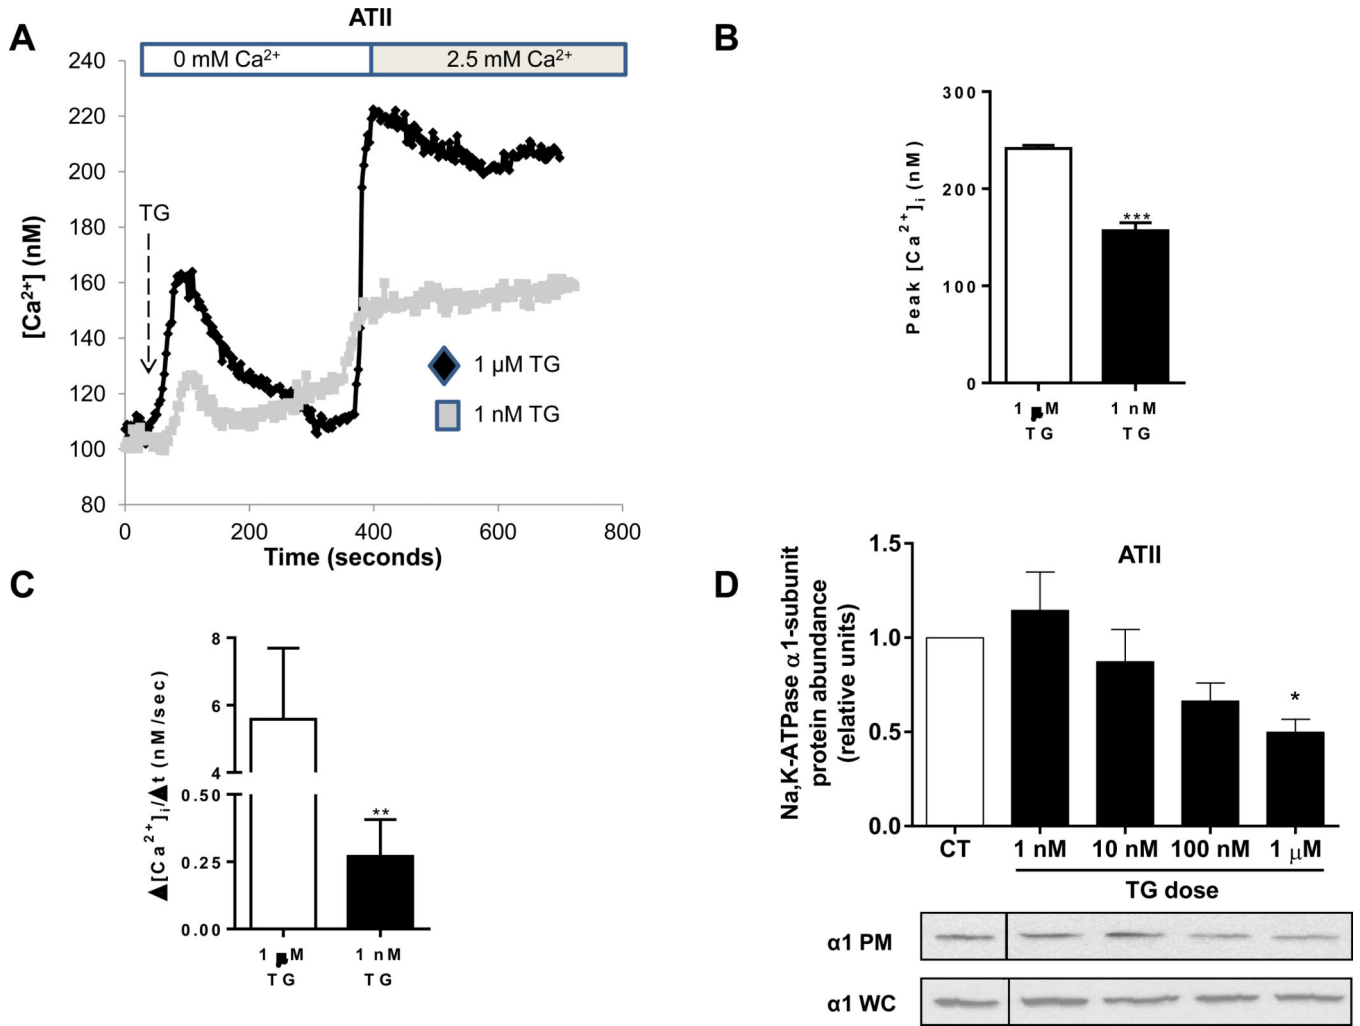 A
ATII
0 mM Ca²⁺
2.5 mM Ca²⁺
240
220
200
180
160
140
120
100
80
[Ca²⁺] (nM)
TG
1 µM TG
1 nM TG
0
200
400
600
800
Time (seconds)
B
300
200
100
0
Peak [Ca²⁺]i (nM)
***
1 µM
TG
1 nM
TG
C
8
6
4
0.50
0.25
0.00
▲[Ca²⁺]i/▲t (nM/sec)
**
1 µM
TG
1 nM
TG
D
ATII
1.5
1.0
0.5
0.0
Na,K-ATPase α1-subunit
protein abundance
(relative units)
*
CT
1 nM
10 nM
100 nM
1 µM
TG dose
α1 PM
α1 WC